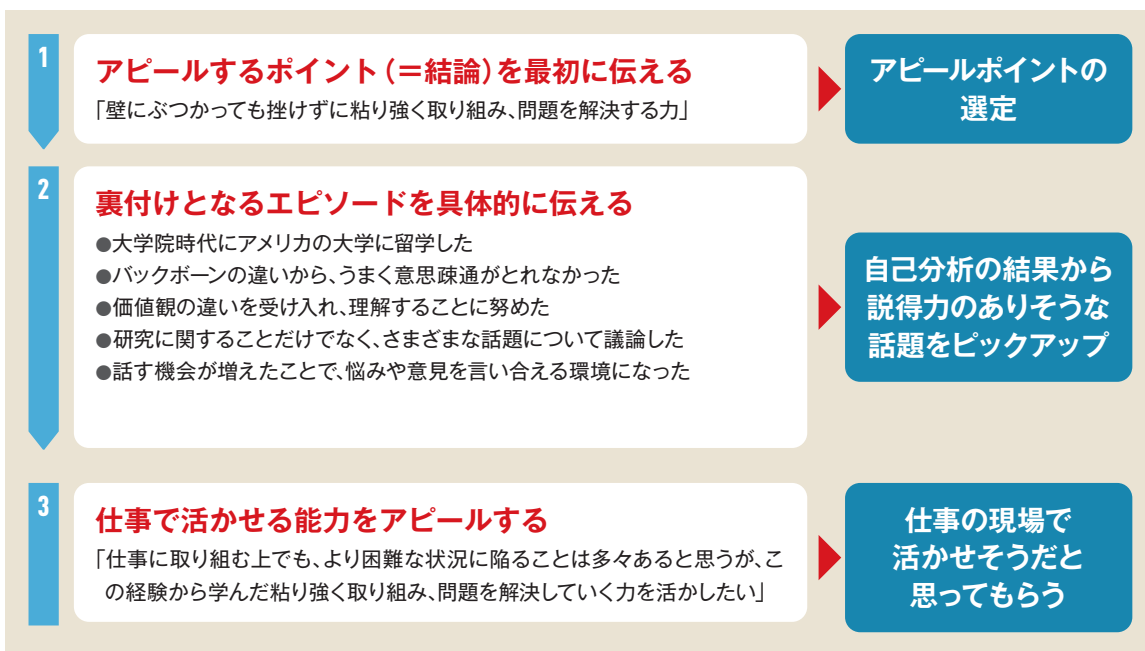 1
アピールするポイント（＝結論）を最初に伝える
「壁にぶつかっても挫けずに粘り強く取り組み、問題を解決する力」
アピールポイントの
選定
2
裏付けとなるエピソードを具体的に伝える
●大学院時代にアメリカの大学に留学した
●バックボーンの違いから、うまく意思疎通がとれなかった
●価値観の違いを受け入れ、理解することに努めた
●研究に関することだけでなく、さまざまな話題について議論した
●話す機会が増えたことで、悩みや意見を言い合える環境になった
自己分析の結果から
説得力のありそうな
話題をピックアップ
3
仕事で活かせる能力をアピールする
「仕事に取り組む上でも、より困難な状況に陥ることは多々あると思うが、こ
の経験から学んだ粘り強く取り組み、問題を解決していく力を活かしたい」
仕事の現場で
活かせそうだと
思ってもらう